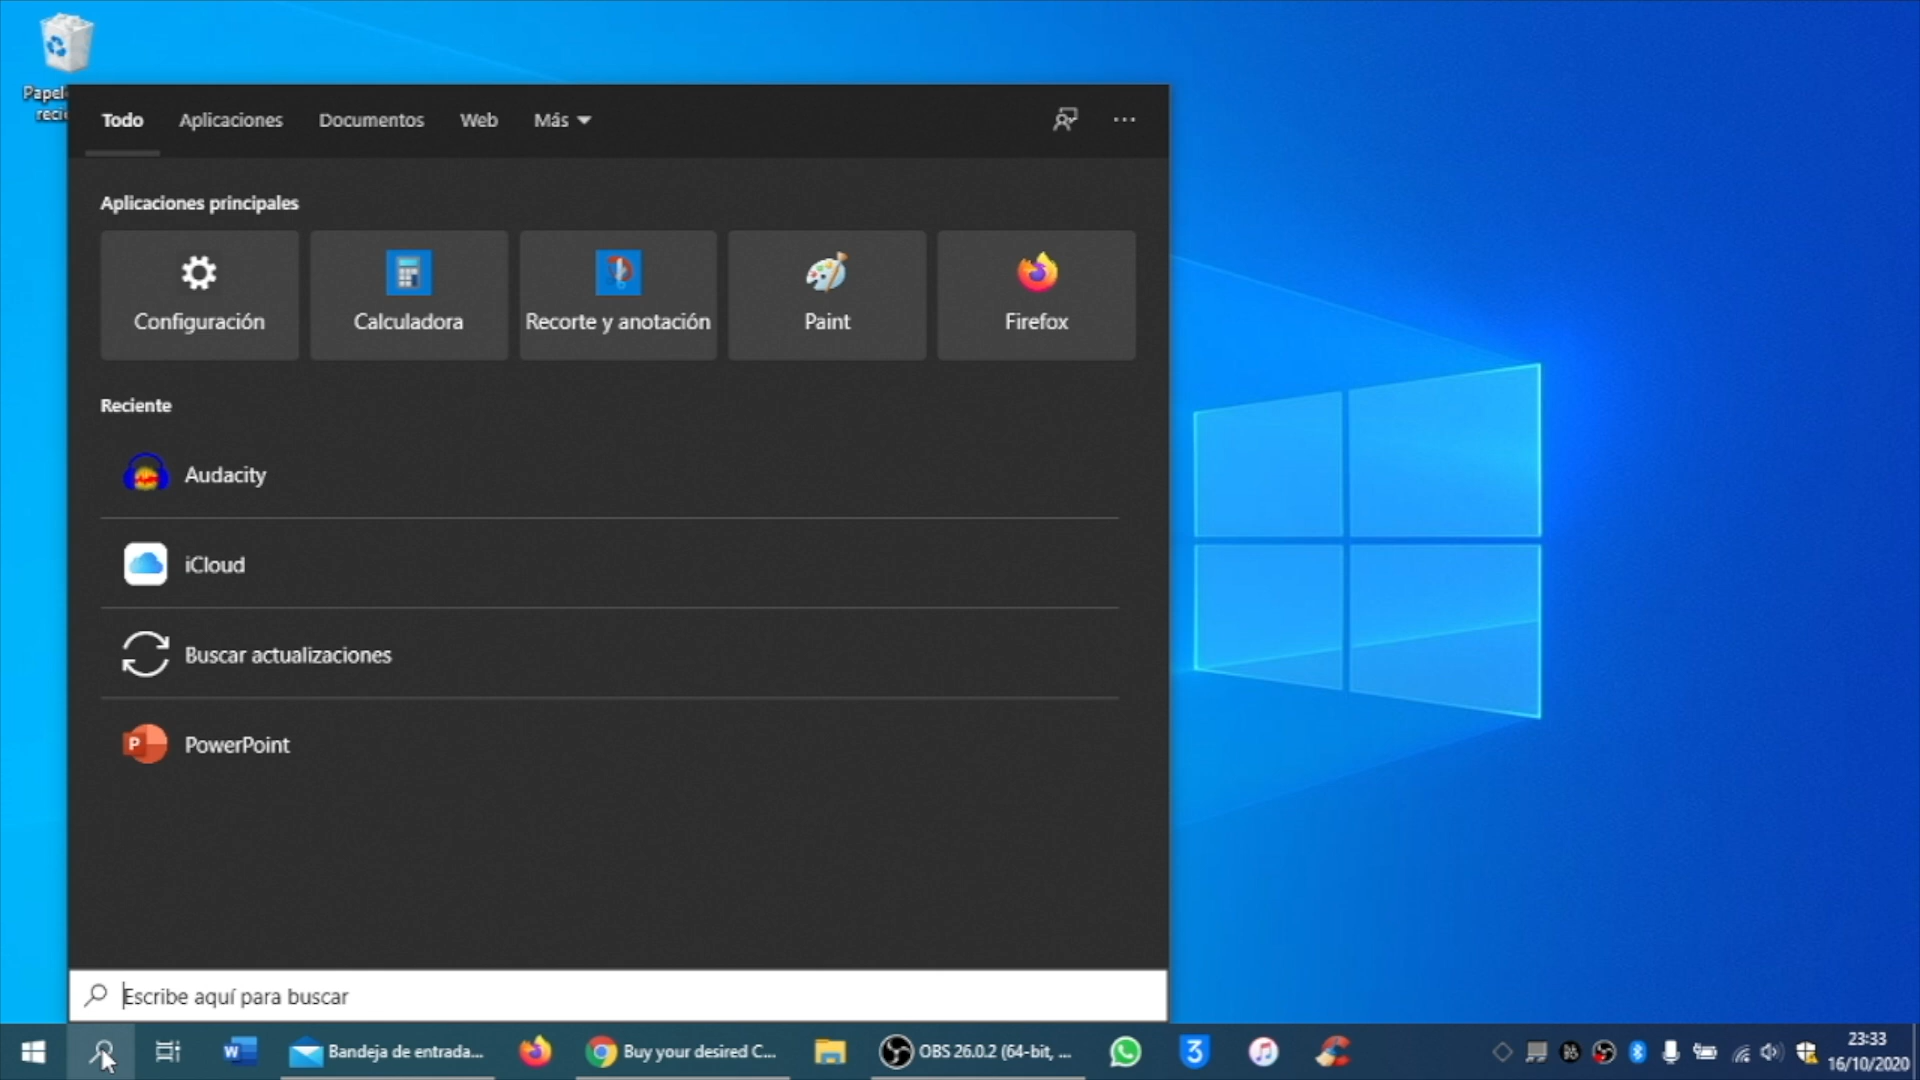 Todo Aplicaciones Documentos Web Más
Aplicaciones principales
Configuración Calculadora Recorte y anotación Paint Firefox
Reciente
Audacity
iCloud
Buscar actualizaciones
P PowerPoint
Escribe aquí para buscar
Bandeja de entrada... Buy your desired C... OBS 26.0.2 (64-bit, ... 23:33
16/10/2020